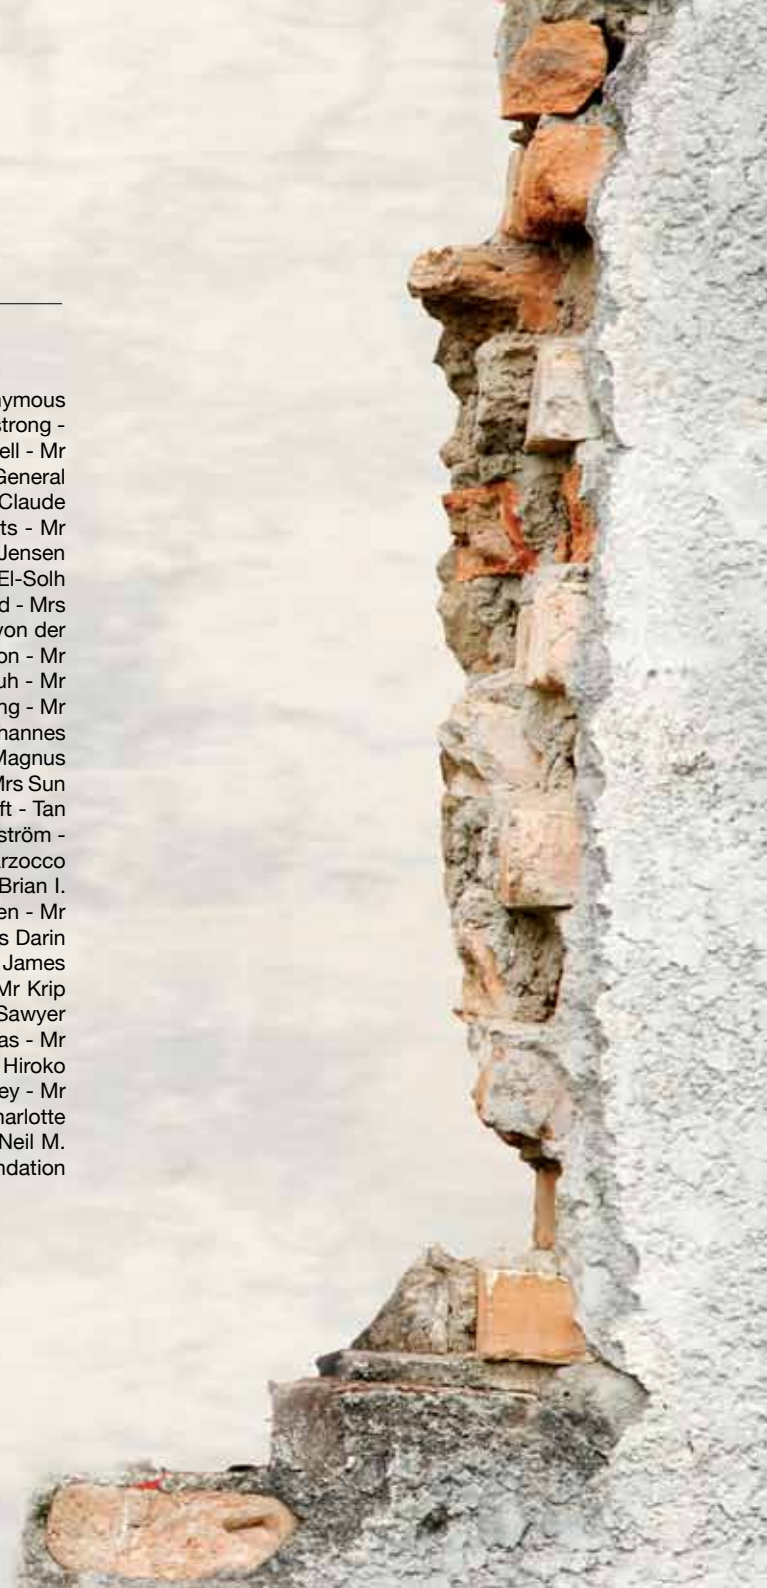 nymous
strong -
ell - Mr
General
Claude
ts - Mr
Jensen
El-Solh
d - Mrs
von der
on - Mr
uh - Mr
ng - Mr
hannes
Magnus
Mrs Sun
ft - Tan
ström -
rzocco
Brian I.
en - Mr
s Darin
James
Mr Krip
Sawyer
as - Mr
Hiroko
ey - Mr
harlotte
Neil M.
ndation